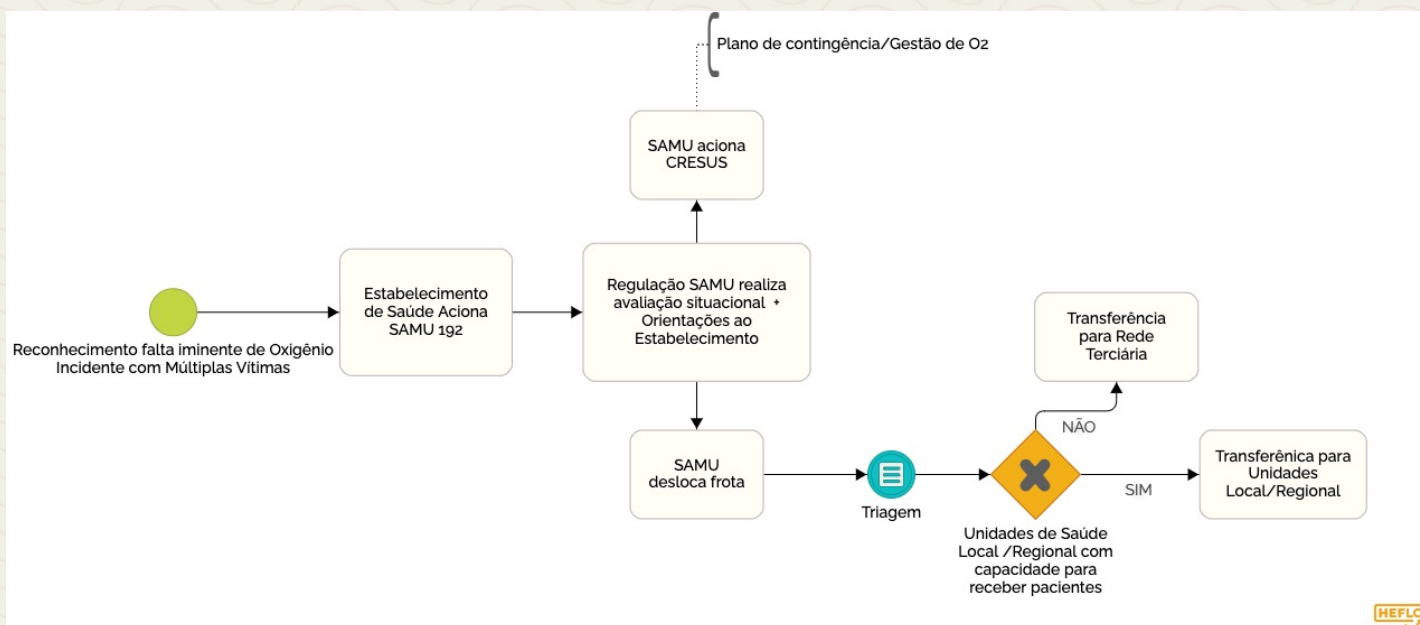 Plano de contingência/Gestão de O2
SAMU aciona
CRESUS
Estabelecimento
de Saúde Aciona
SAMU 192
Regulação SAMU realiza
avaliação situacional +
Orientações ao
Estabelecimento
Reconhecimento falta iminente de Oxigênio
Incidente com Múltiplas Vítimas
Transferência
para Rede
Terciária
NÃO
SAMU
desloca frota
Triagem
SIM
Transferênica para
Unidades
Local/Regional
Unidades de Saúde
Local /Regional com
capacidade para
receber pacientes